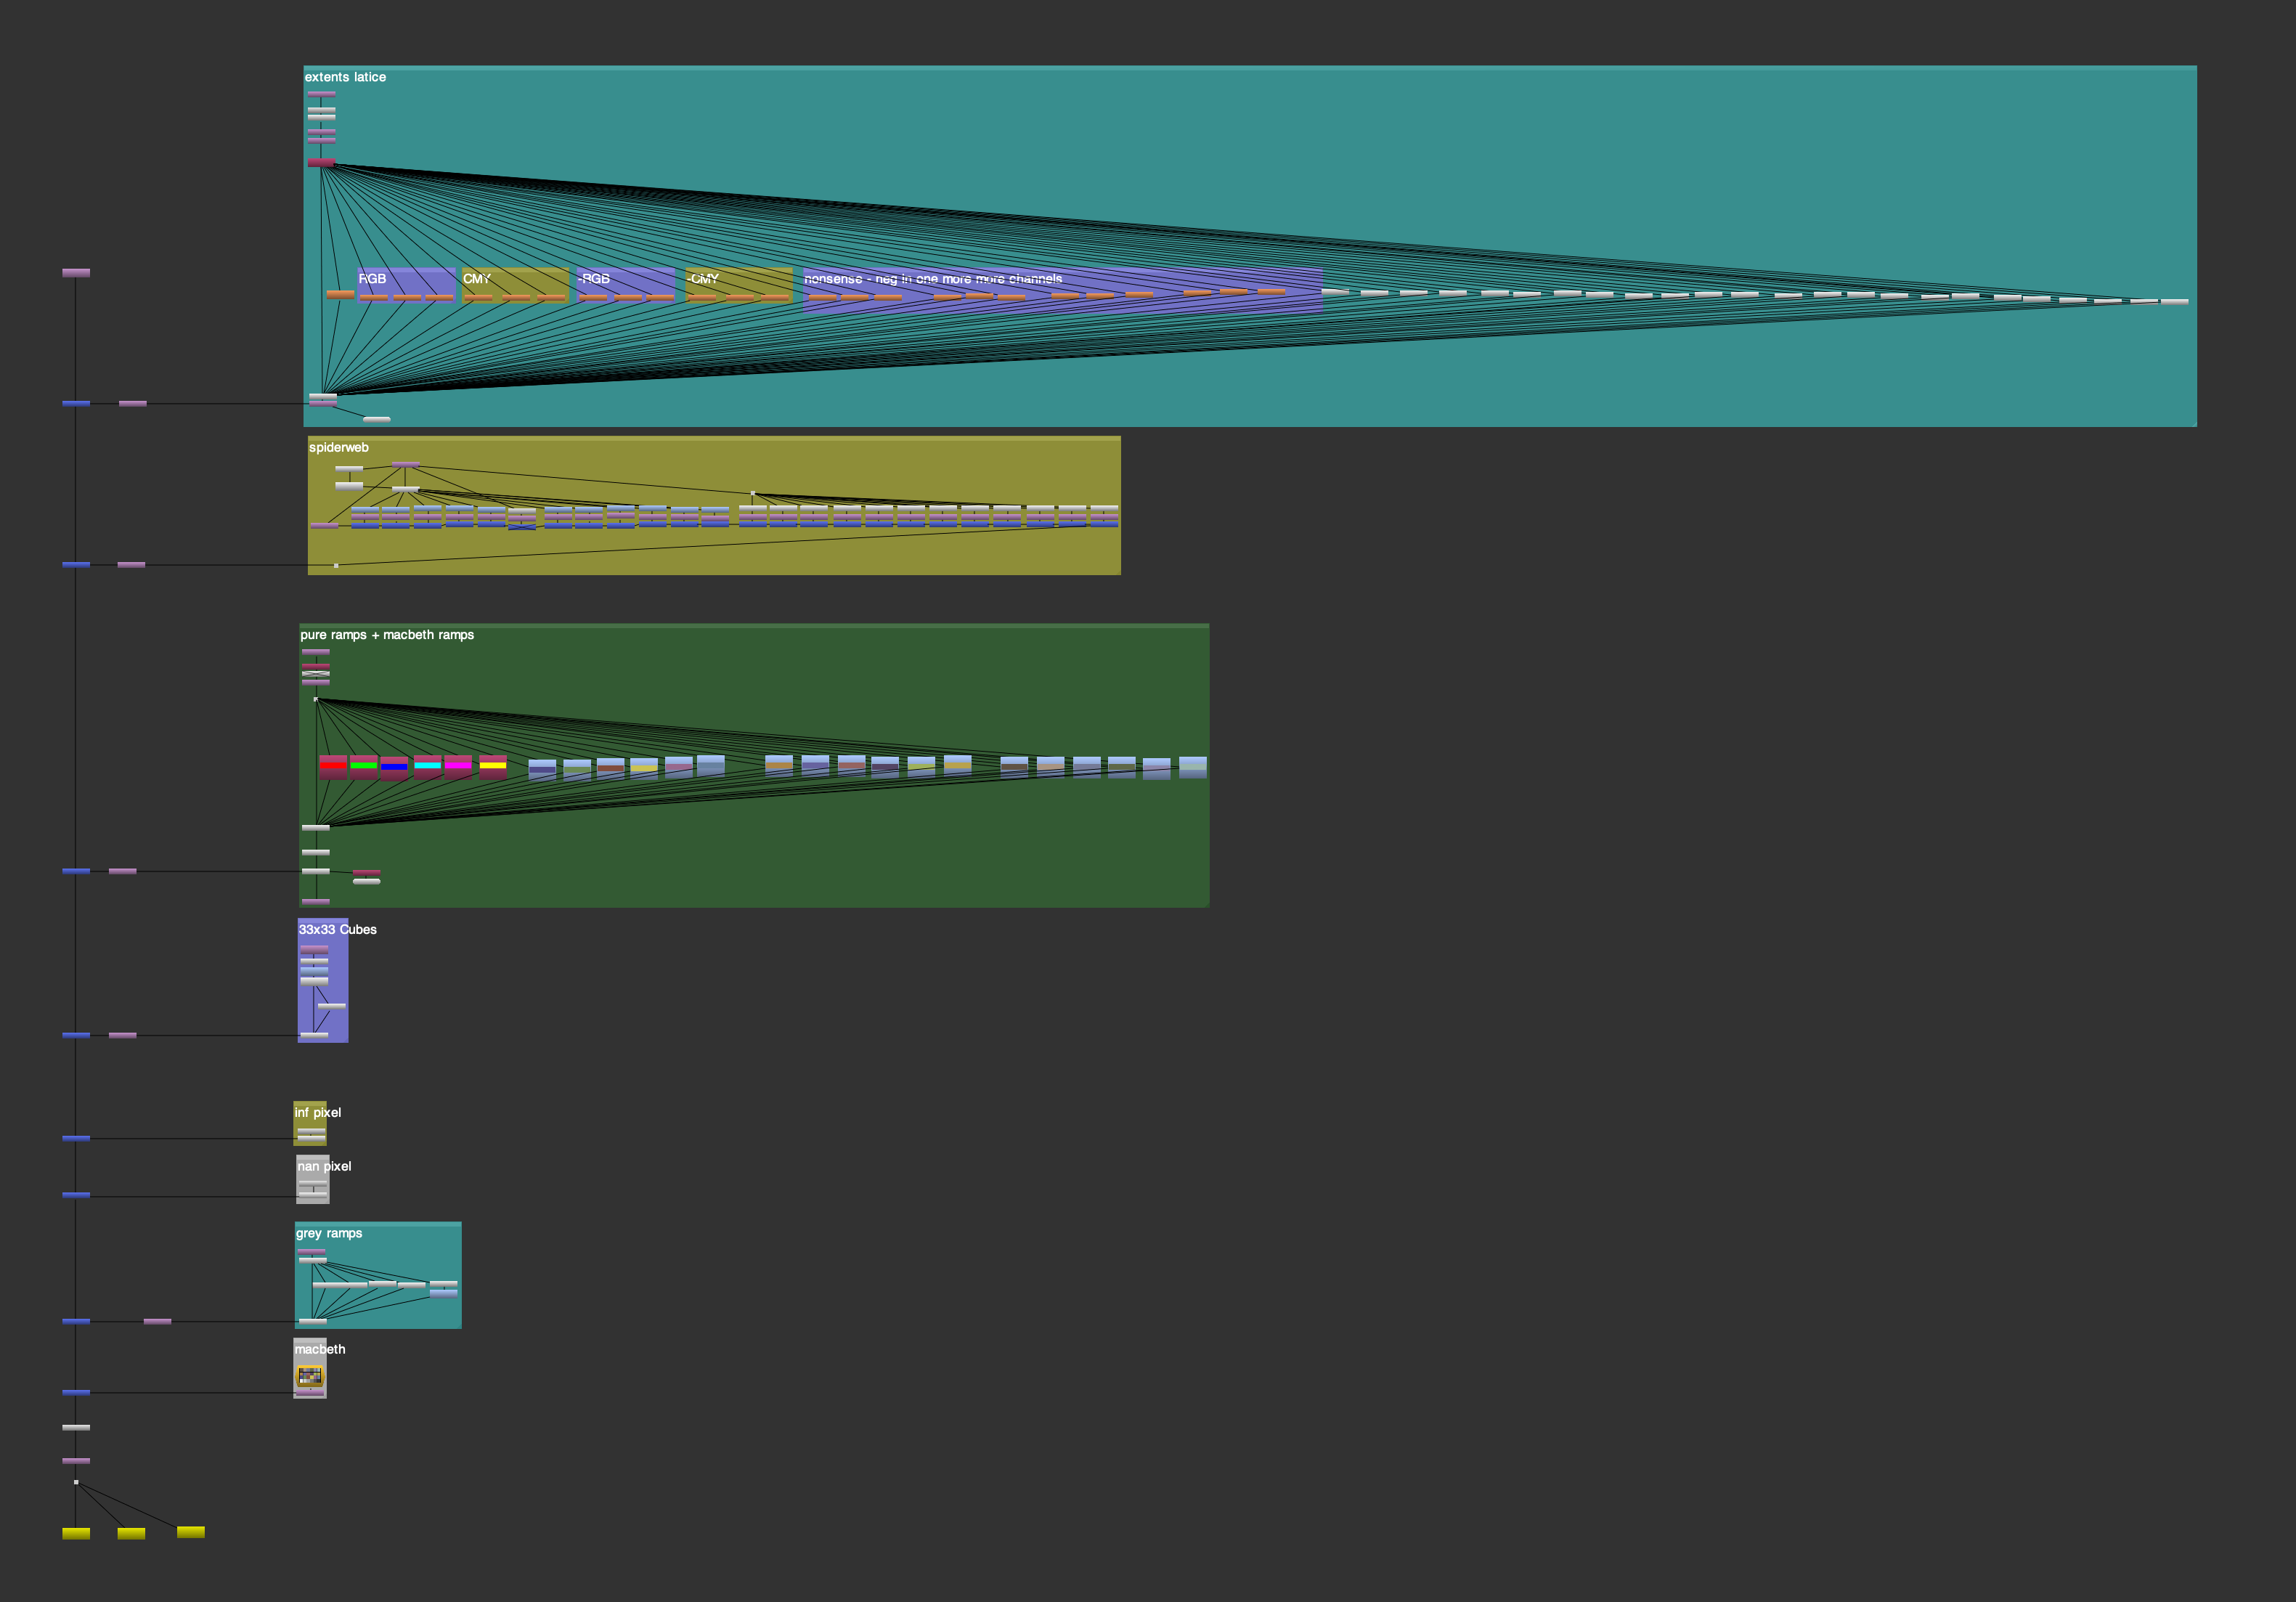 extents latice
RGB
CMY
-RGB
-CMY
nonsense - neg in one more more channels
spiderweb
pure ramps + macbeth ramps
33x33 Cubes
inf pixel
nan pixel
grey ramps
macbeth